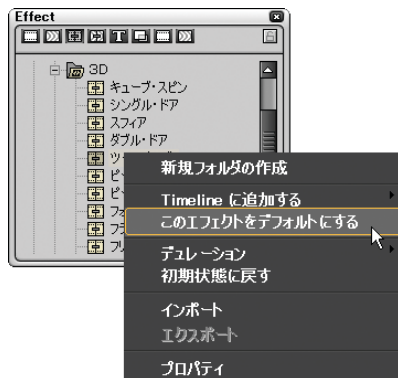 Effect
3D
キューブ・スピン
シングル・ドア
スフィア
ダブル・ドア
新規フォルダの作成
Timeline に追加する
このエフェクトをデフォルトにする
デュレーション
初期状態に戻す
インポート
エクスポート
プロパティ